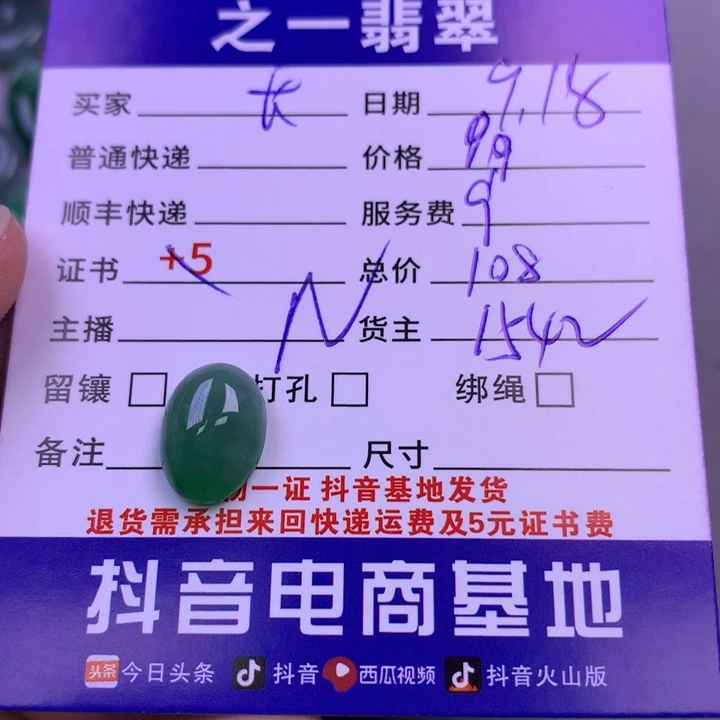 之一翡翠
买家 长 日期 9.18
普通快递 价格 99
顺丰快递 服务费 9
证书 +5 总价 108
主播 N 货主 1542
留镶 打孔 绑绳
备注 尺寸
物一证 抖音基地发货
退货需承担来回快递运费及5元证书费
抖音电商基地
头条 今日头条 抖音 西瓜视频 抖音火山版